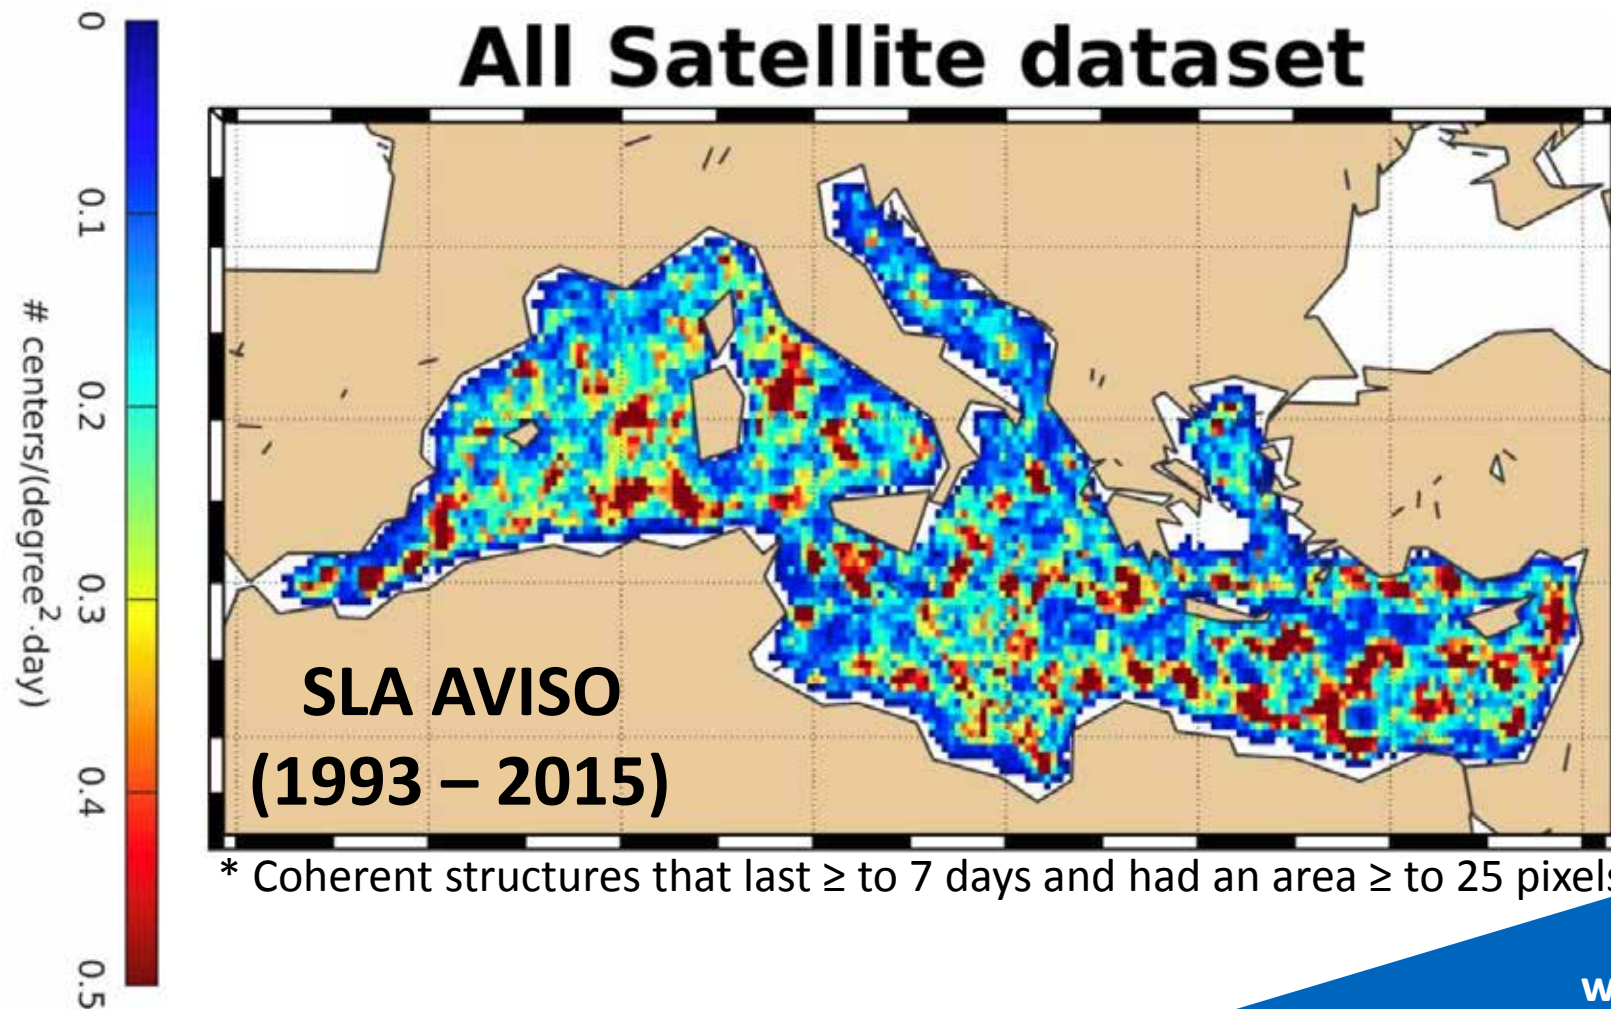 All Satellite dataset
0
0.1
0.2
0.3
0.4
0.5
# centers/(degree²·day)
SLA AVISO
(1993 – 2015)
* Coherent structures that last ≥ to 7 days and had an area ≥ to 25 pixels
w